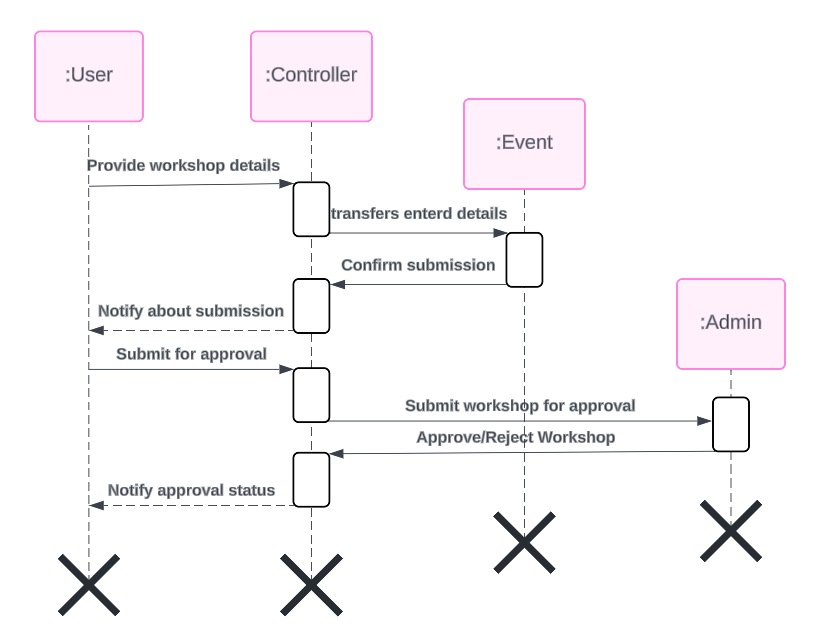 :User
:Controller
:Event
Provide workshop details
transfers enterd details
Confirm submission
:Admin
Notify about submission
Submit for approval
Submit workshop for approval
Approve/Reject Workshop
Notify approval status